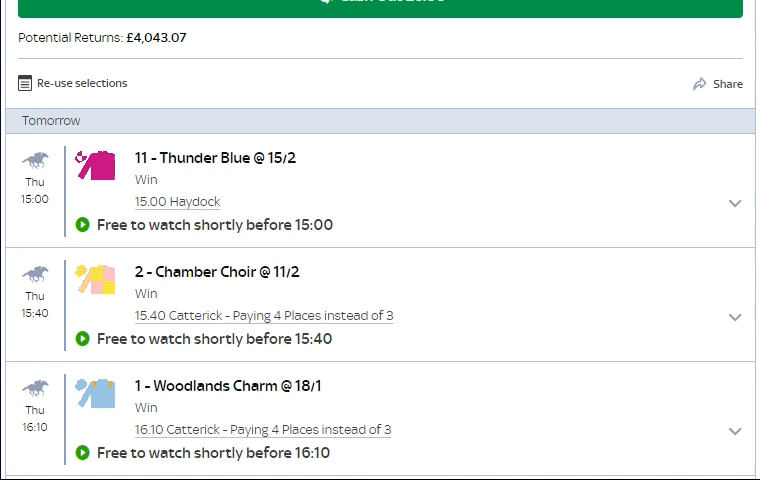 Potential Returns: £4,043.07
Re-use selections
Share
Tomorrow
Thu
15:00
11 - Thunder Blue @ 15/2
Win
15.00 Haydock
Free to watch shortly before 15:00
Thu
15:40
2 - Chamber Choir @ 11/2
Win
15.40 Catterick - Paying 4 Places instead of 3
Free to watch shortly before 15:40
Thu
16:10
1 - Woodlands Charm @ 18/1
Win
16.10 Catterick - Paying 4 Places instead of 3
Free to watch shortly before 16:10